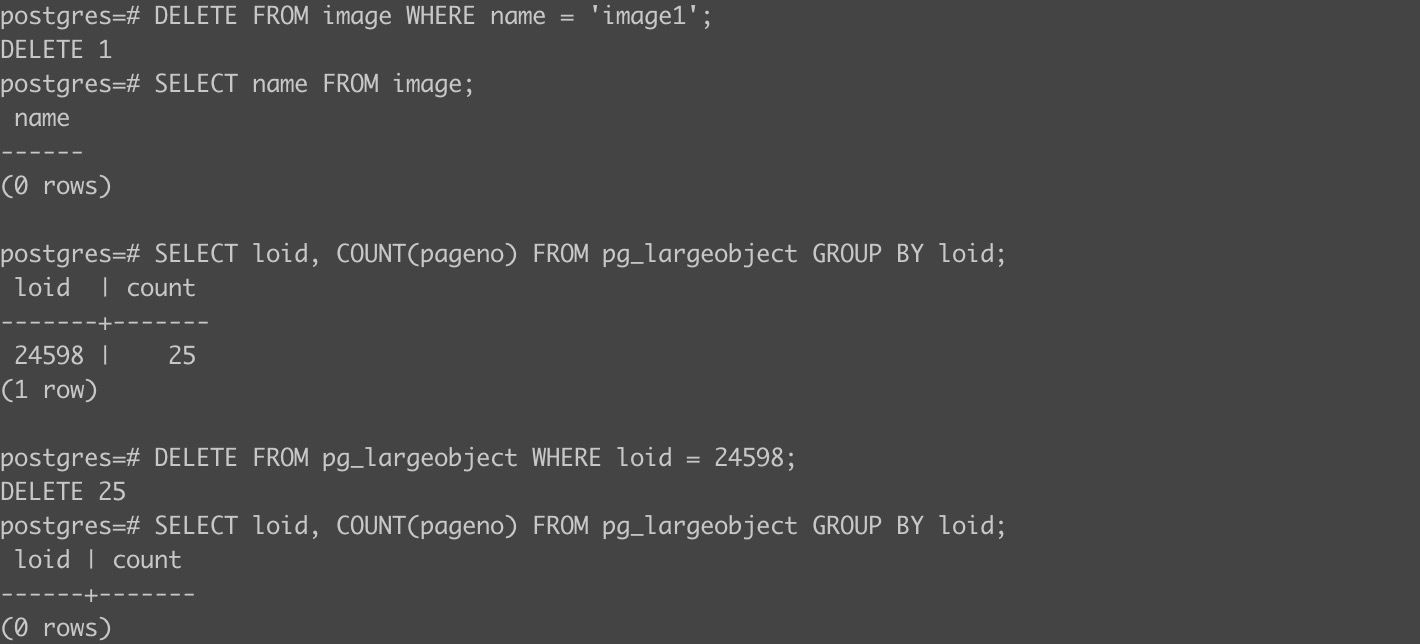 postgres=# DELETE FROM image WHERE name = 'image1';
DELETE 1
postgres=# SELECT name FROM image;
 name
------
(0 rows)

postgres=# SELECT loid, COUNT(pageno) FROM pg_largeobject GROUP BY loid;
 loid  | count
-------+-------
 24598 |    25
(1 row)

postgres=# DELETE FROM pg_largeobject WHERE loid = 24598;
DELETE 25
postgres=# SELECT loid, COUNT(pageno) FROM pg_largeobject GROUP BY loid;
 loid | count
------+-------
(0 rows)